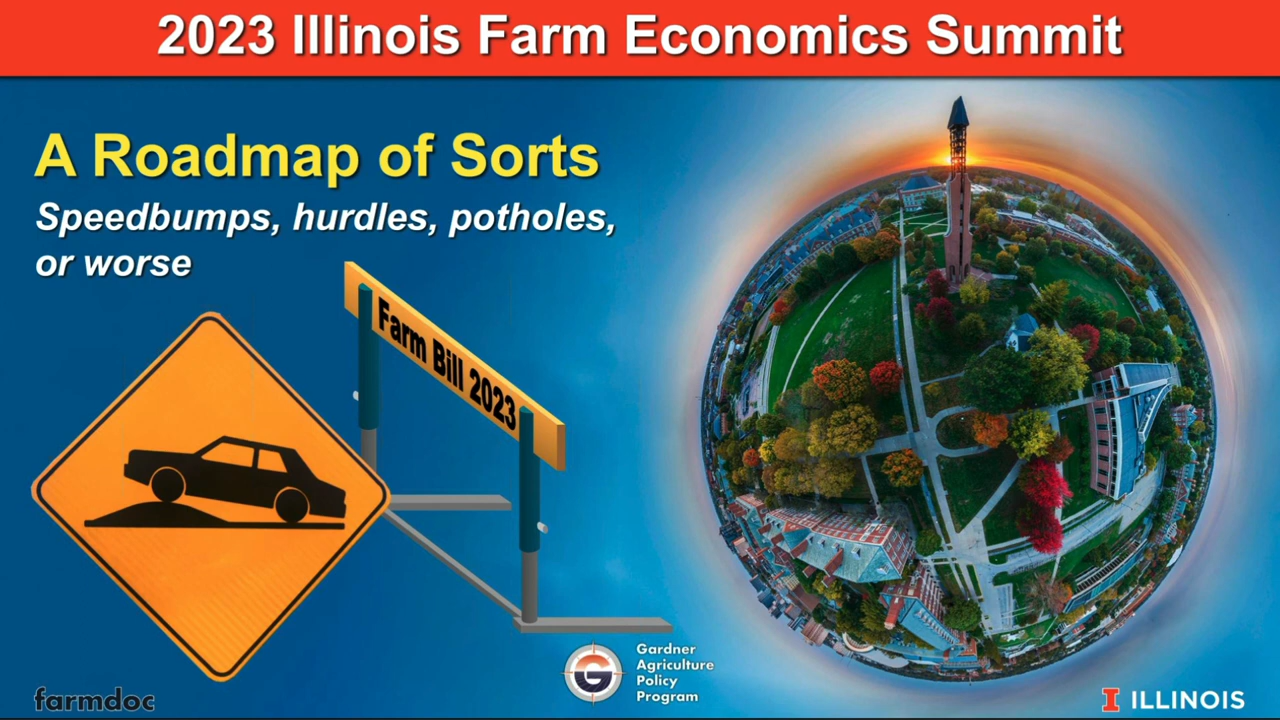 2023 Illinois Farm Economics Summit
A Roadmap of Sorts
Speedbumps, hurdles, potholes,
or worse
Farm Bill 2023
farmdoc
G
Gardner
Agriculture
Policy
Program
I ILLINOIS